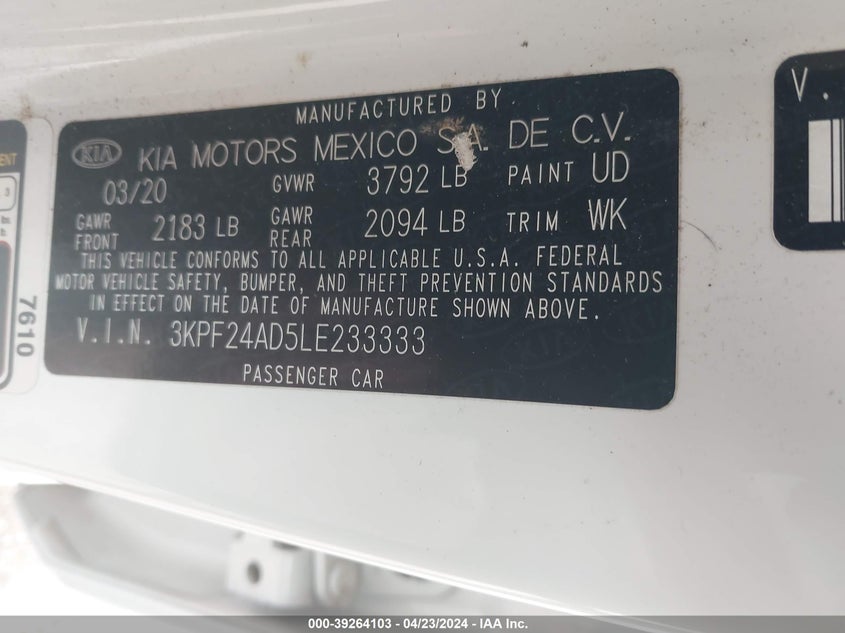 MANUFACTURED BY
KIA KIA MOTORS MEXICO S.A. DE C.V.
03/20 GVWR 3792 LB PAINT UD
GAWR FRONT 2183 LB GAWR REAR 2094 LB TRIM WK
THIS VEHICLE CONFORMS TO ALL APPLICABLE U.S.A. FEDERAL
MOTOR VEHICLE SAFETY, BUMPER, AND THEFT PREVENTION STANDARDS
IN EFFECT ON THE DATE OF MANUFACTURE SHOWN ABOVE.
V.I.N. 3KPF24AD5LE233333
PASSENGER CAR
7610
V.
000-39264103 - 04/23/2024 - IAA Inc.